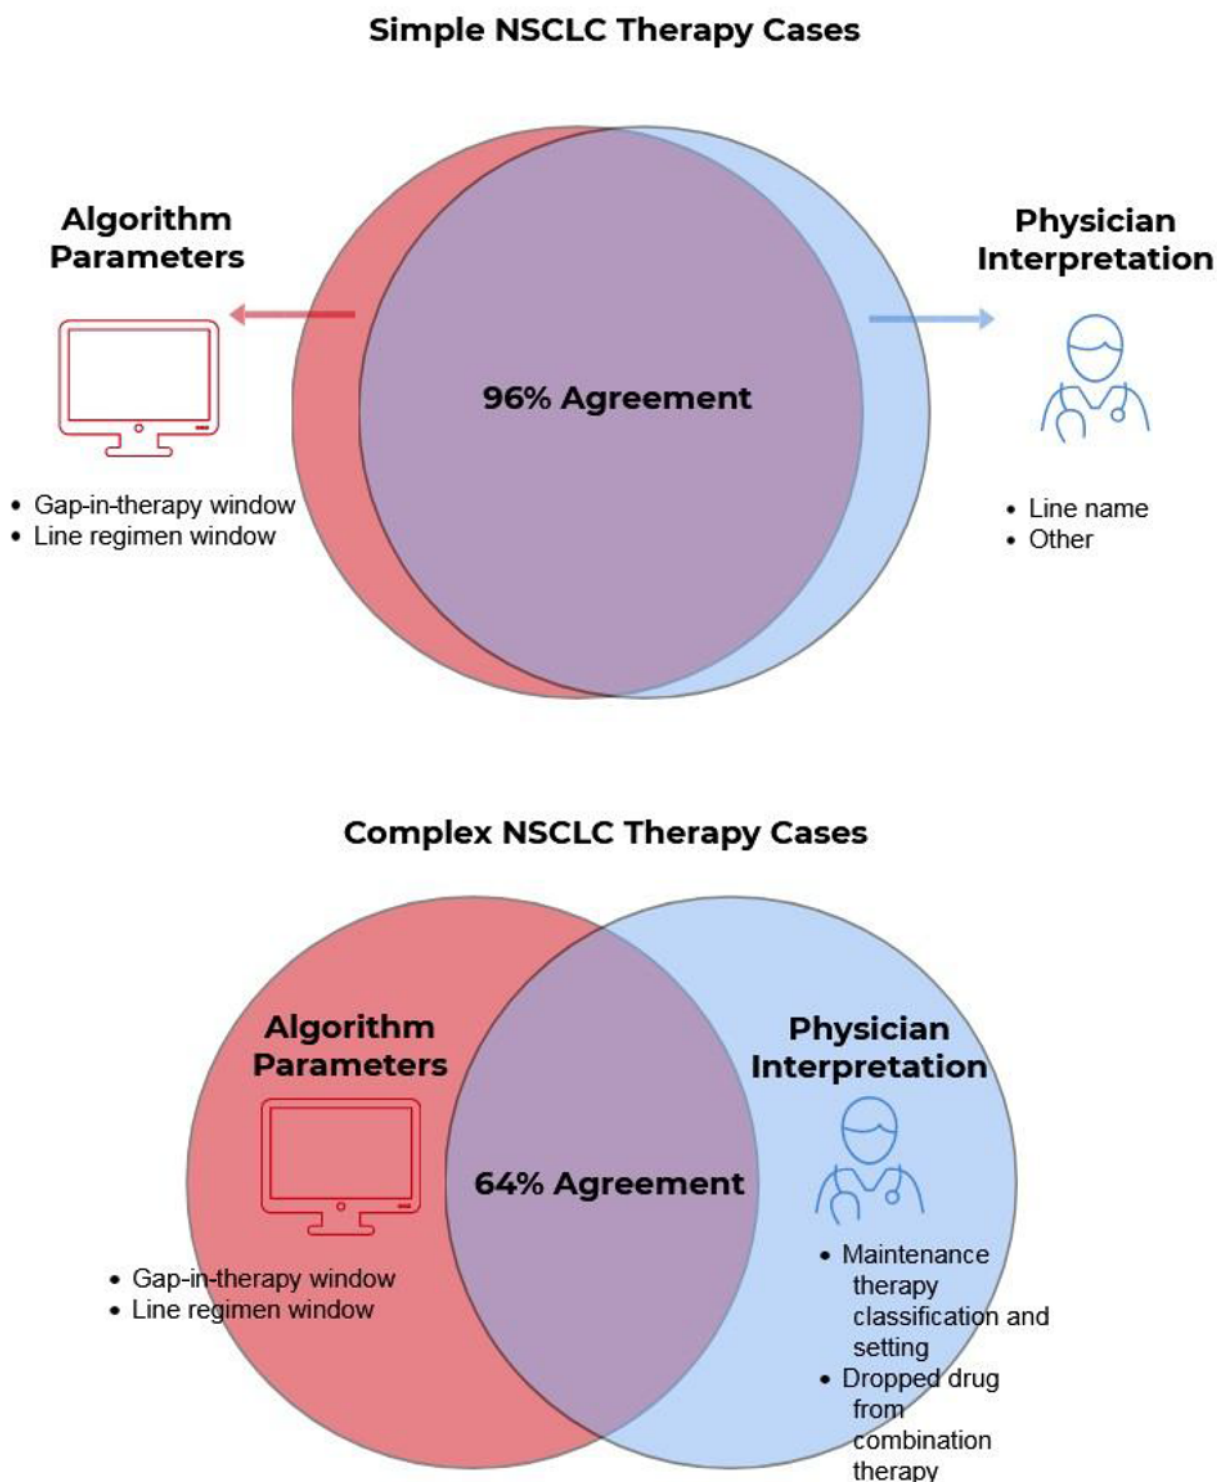 Simple NSCLC Therapy Cases
Algorithm
Parameters
• Gap-in-therapy window
• Line regimen window
96% Agreement
Physician
Interpretation
• Line name
• Other
Complex NSCLC Therapy Cases
Algorithm
Parameters
• Gap-in-therapy window
• Line regimen window
64% Agreement
Physician
Interpretation
• Maintenance
therapy
classification and
setting
• Dropped drug
from
combination
therapy